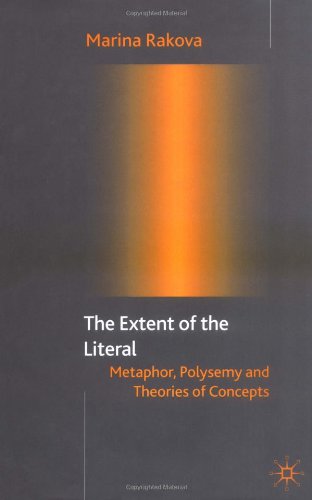 Marina Rakova
The Extent of the
Literal
Metaphor, Polysemy and
Theories of Concepts